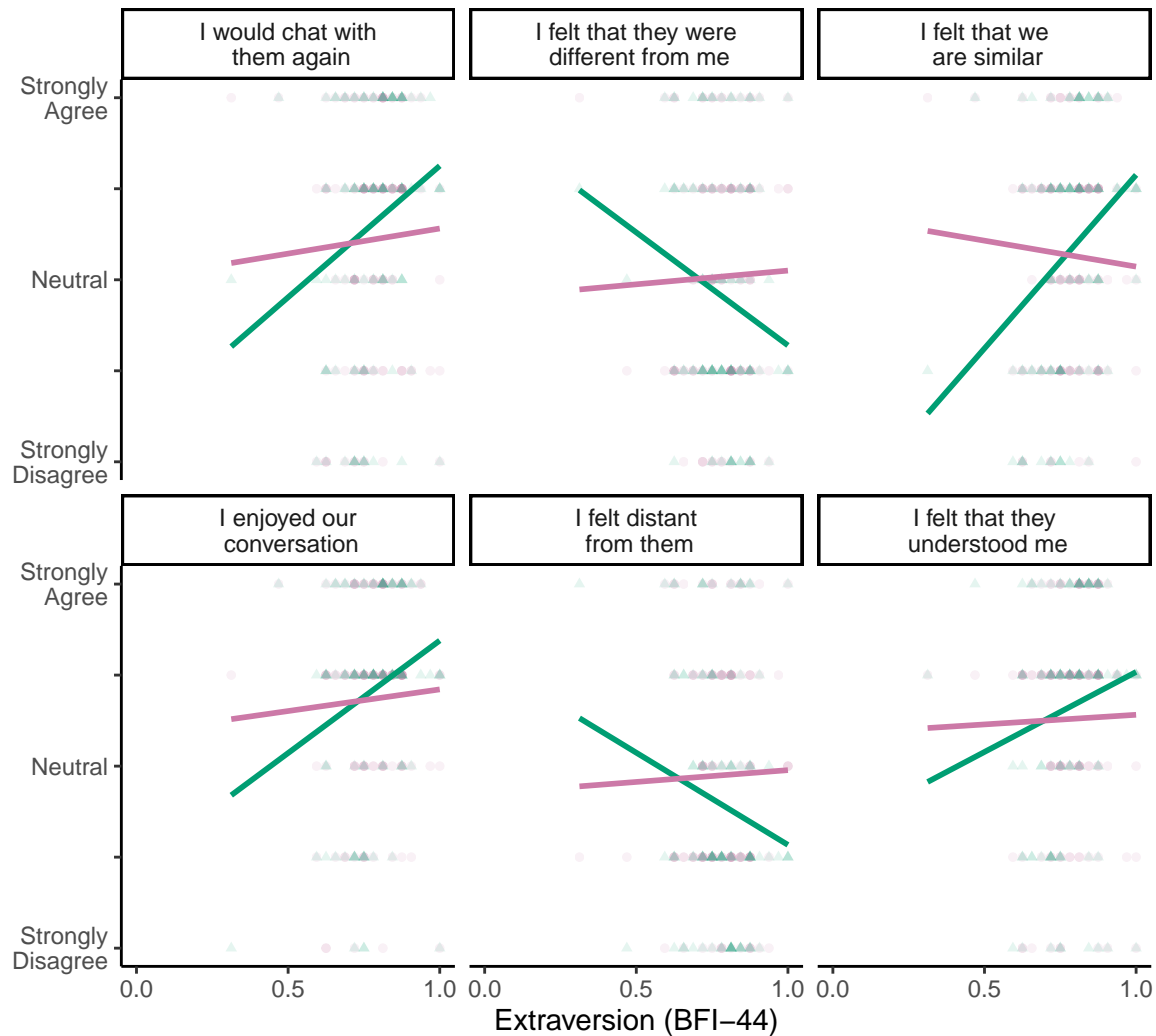 I would chat with
them again
I felt that they were
different from me
I felt that we
are similar
Strongly
Agree
Neutral
Strongly
Disagree
I enjoyed our
conversation
I felt distant
from them
I felt that they
understood me
Strongly
Agree
Neutral
Strongly
Disagree
0.0 0.5 1.0 0.0 0.5 1.0 0.0 0.5 1.0
Extraversion (BFI−44)